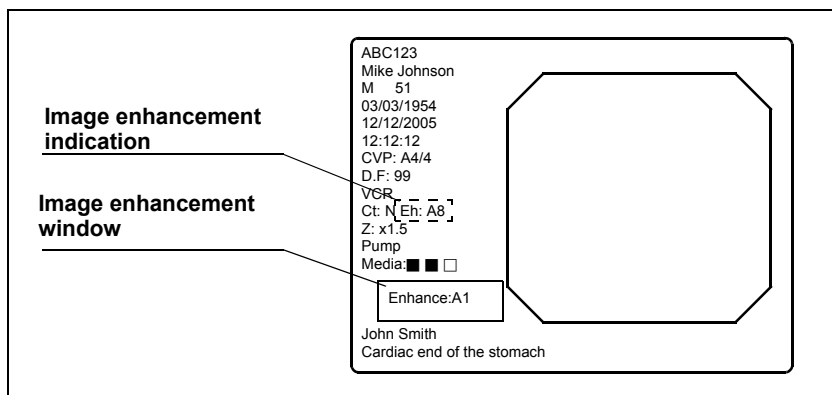 Image enhancement
indication
Image enhancement
window
ABC123
Mike Johnson
M 51
03/03/1954
12/12/2005
12:12:12
CVP: A4/4
D.F: 99
VCR
Ct: N Eh: A8
Z: x1.5
Pump
Media:■ ■ □
Enhance:A1
John Smith
Cardiac end of the stomach